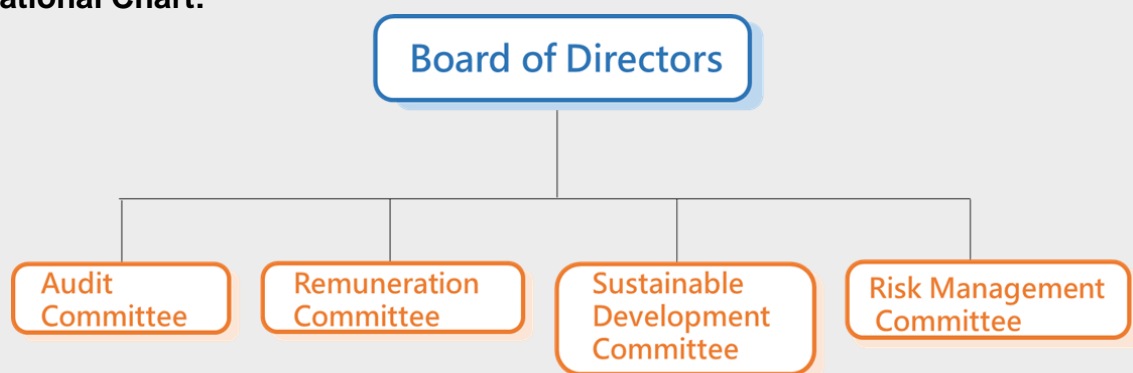 ational Chart:
Board of Directors
Audit
Committee
Remuneration
Committee
Sustainable
Development
Committee
Risk Management
Committee